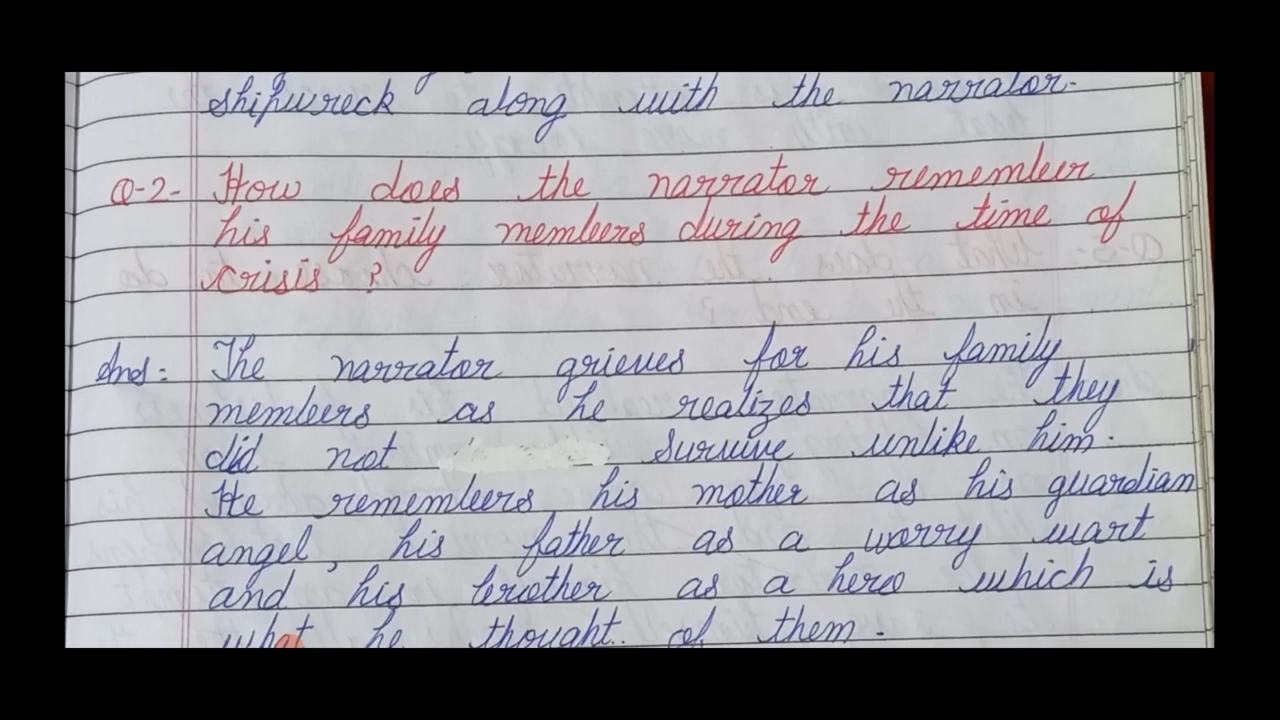 shipwreck along with the narrator.
Q-2- How does the narrator remember
his family members during the time of
crisis ?
Ans: The narrator grieves for his family
members as he realizes that they
did not survive unlike him.
He remembers his mother as his guardian
angel, his father as a worry wart
and his brother as a hero which is
what he thought of them.